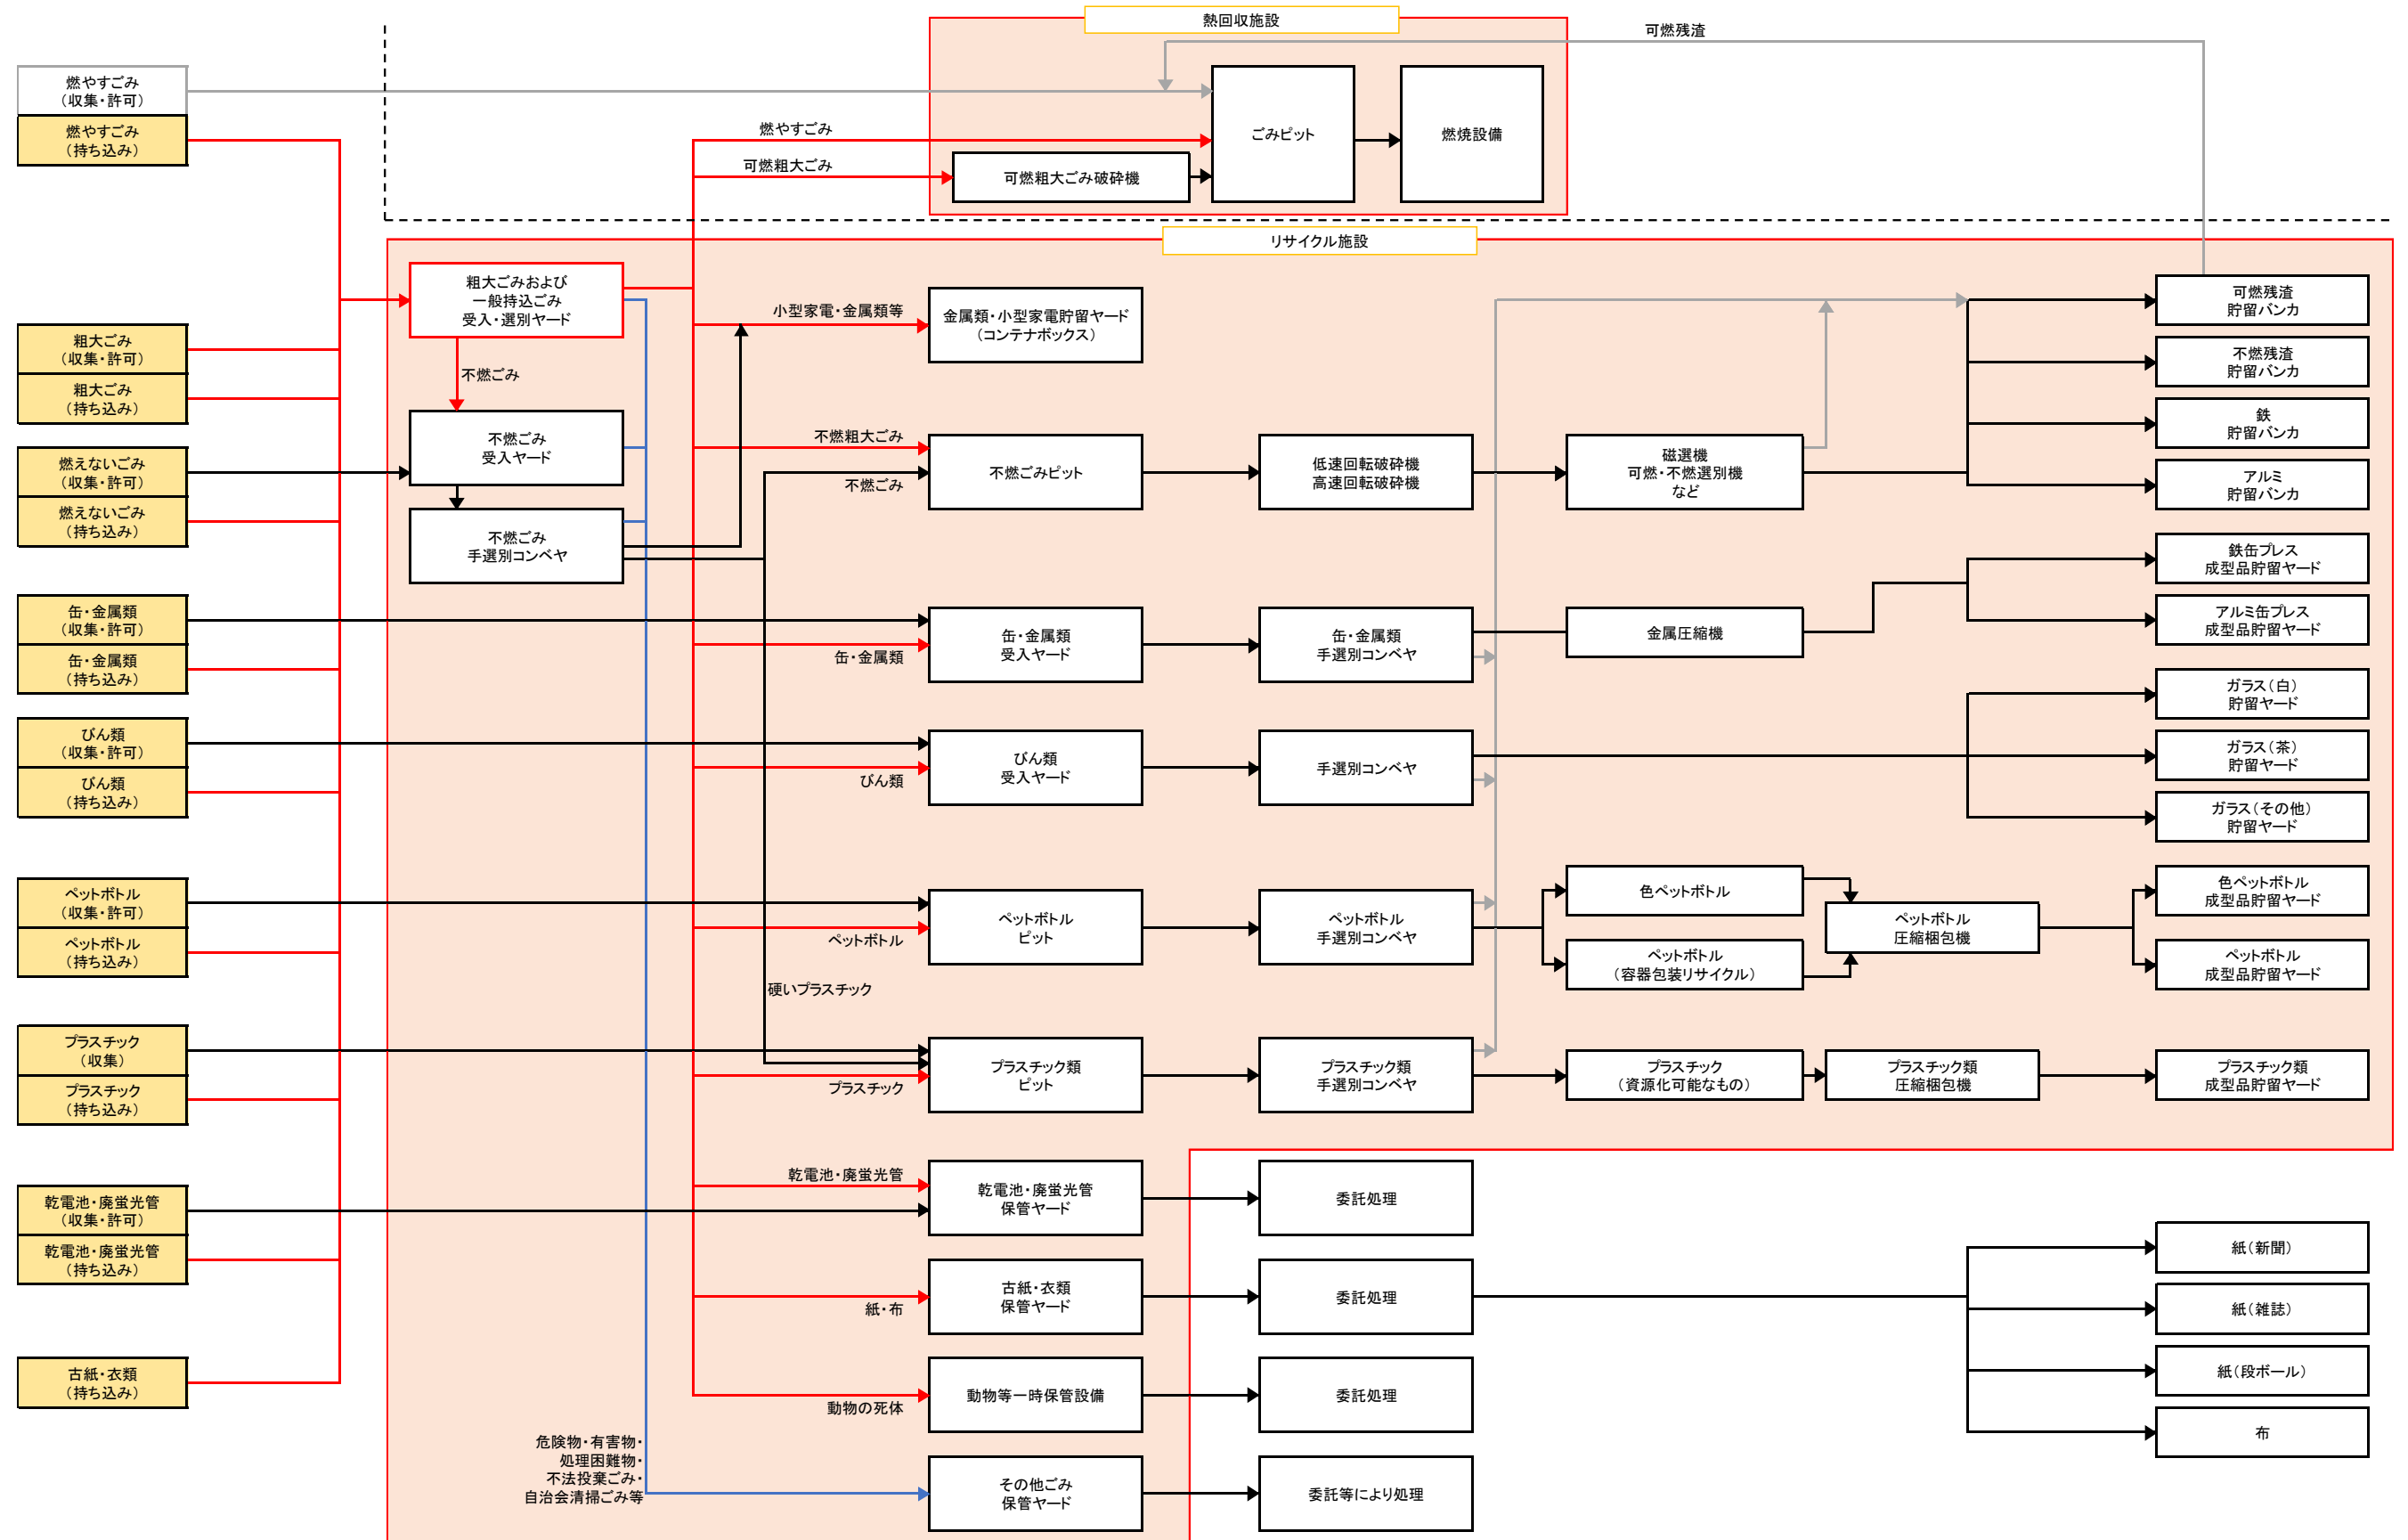 熱回収施設
可燃残渣
燃やすごみ
（収集・許可）
燃やすごみ
（持ち込み）
燃やすごみ
可燃粗大ごみ
可燃粗大ごみ破砕機
ごみピット
燃焼設備
リサイクル施設
粗大ごみおよび
一般持込ごみ
受入・選別ヤード
小型家電・金属類等
金属類・小型家電貯留ヤード
（コンテナボックス）
可燃残渣
貯留バンカ
粗大ごみ
（収集・許可）
粗大ごみ
（持ち込み）
不燃ごみ
不燃残渣
貯留バンカ
鉄
貯留バンカ
アルミ
貯留バンカ
燃えないごみ
（収集・許可）
燃えないごみ
（持ち込み）
不燃ごみ
受入ヤード
不燃ごみ
手選別コンベヤ
不燃粗大ごみ
不燃ごみ
不燃ごみピット
低速回転破砕機
高速回転破砕機
磁選機
可燃・不燃選別機
など
鉄缶プレス
成型品貯留ヤード
アルミ缶プレス
成型品貯留ヤード
缶・金属類
（収集・許可）
缶・金属類
（持ち込み）
缶・金属類
缶・金属類
受入ヤード
缶・金属類
手選別コンベヤ
金属圧縮機
ガラス（白）
貯留ヤード
ガラス（茶）
貯留ヤード
ガラス（その他）
貯留ヤード
びん類
（収集・許可）
びん類
（持ち込み）
びん類
びん類
受入ヤード
手選別コンベヤ
ペットボトル
（収集・許可）
ペットボトル
（持ち込み）
ペットボトル
ペットボトル
ピット
ペットボトル
手選別コンベヤ
色ペットボトル
ペットボトル
（容器包装リサイクル）
ペットボトル
圧縮梱包機
色ペットボトル
成型品貯留ヤード
ペットボトル
成型品貯留ヤード
硬いプラスチック
プラスチック
（収集）
プラスチック
（持ち込み）
プラスチック
プラスチック類
ピット
プラスチック類
手選別コンベヤ
プラスチック
（資源化可能なもの）
プラスチック類
圧縮梱包機
プラスチック類
成型品貯留ヤード
乾電池・廃蛍光管
（収集・許可）
乾電池・廃蛍光管
（持ち込み）
乾電池・廃蛍光管
乾電池・廃蛍光管
保管ヤード
委託処理
古紙・衣類
（持ち込み）
紙・布
古紙・衣類
保管ヤード
委託処理
紙（新聞）
紙（雑誌）
紙（段ボール）
布
動物の死体
動物等一時保管設備
委託処理
危険物・有害物・
処理困難物・
不法投棄ごみ・
自治会清掃ごみ等
その他ごみ
保管ヤード
委託等により処理